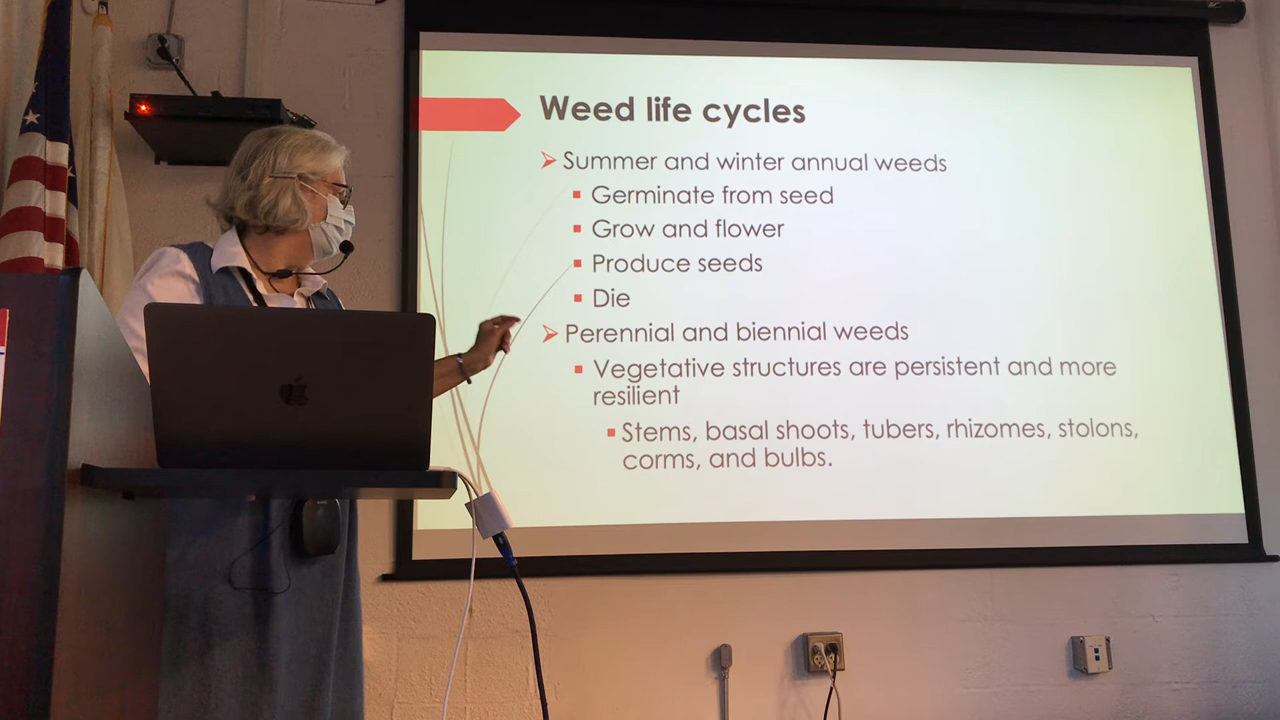 Weed life cycles
Summer and winter annual weeds
Germinate from seed
Grow and flower
Produce seeds
Die
Perennial and biennial weeds
Vegetative structures are persistent and more
resilient
Stems, basal shoots, tubers, rhizomes, stolons,
corms, and bulbs.